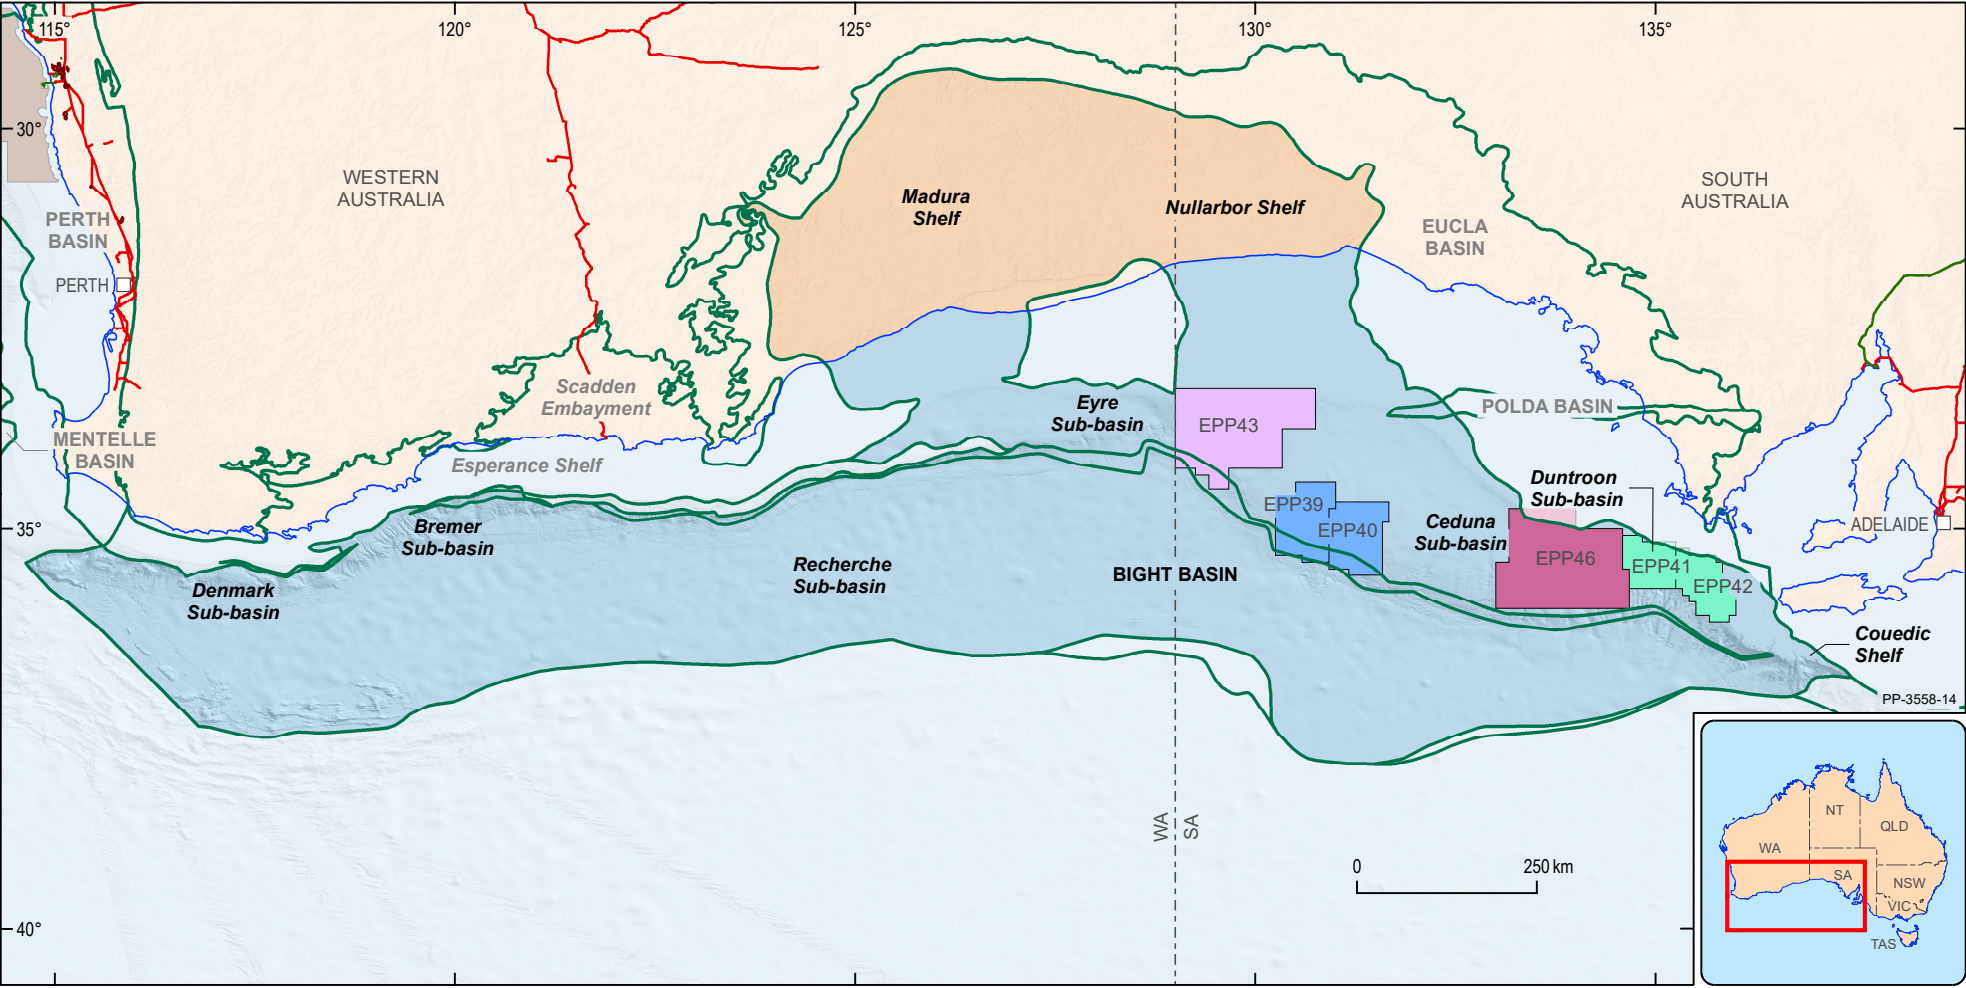 115°
120°
125°
130°
135°
30°
WESTERN
AUSTRALIA
SOUTH
AUSTRALIA
Madura
Shelf
Nullarbor Shelf
PERTH
BASIN
EUCLA
BASIN
PERTH
Scadden
Embayment
Eyre
Sub-basin
EPP43
POLDA BASIN
MENTELLE
BASIN
Esperance Shelf
Duntroon
Sub-basin
35°
Bremer
Sub-basin
EPP39
EPP40
Ceduna
Sub-basin
ADELAIDE
EPP46
EPP41
EPP42
Recherche
Sub-basin
BIGHT BASIN
Denmark
Sub-basin
Couedic
Shelf
PP-3558-14
WA
SA
0
250 km
40°
NT
QLD
WA
SA
NSW
VIC
TAS